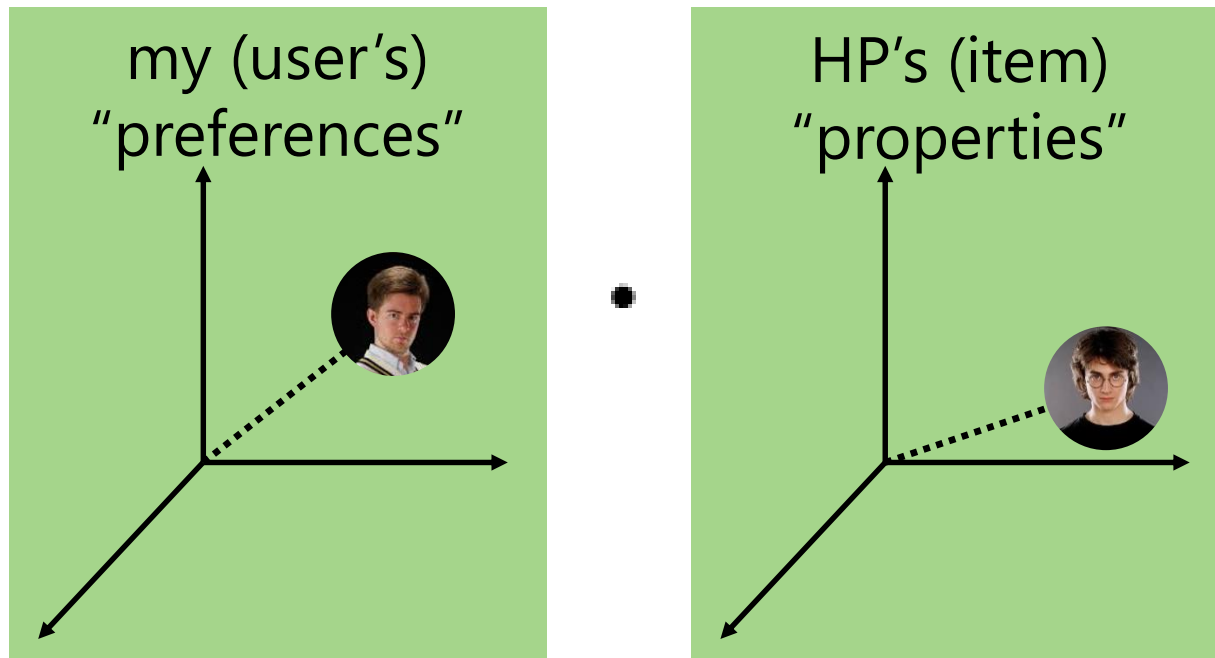 my (user’s)
“preferences”
HP’s (item)
“properties”